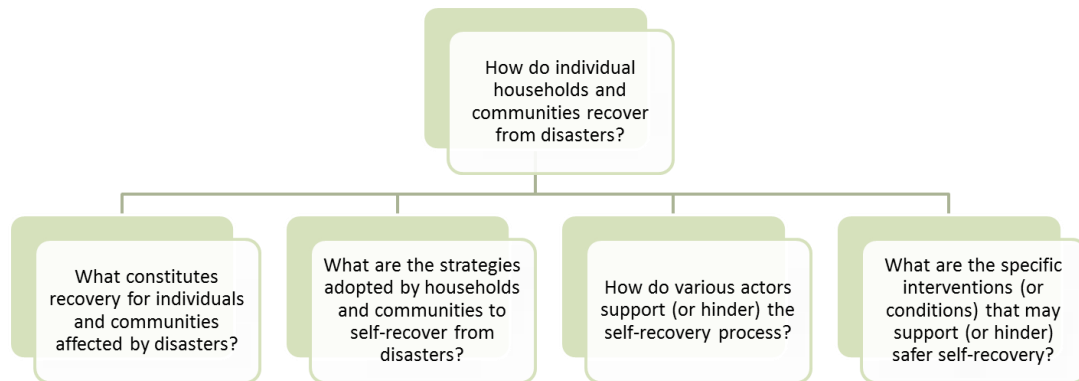 How do individual
households and
communities recover
from disasters?
What constitutes
recovery for individuals
and communities
affected by disasters?
What are the strategies
adopted by households
and communities to
self-recover from
disasters?
How do various actors
support (or hinder) the
self-recovery process?
What are the specific
interventions (or
conditions) that may
support (or hinder)
safer self-recovery?